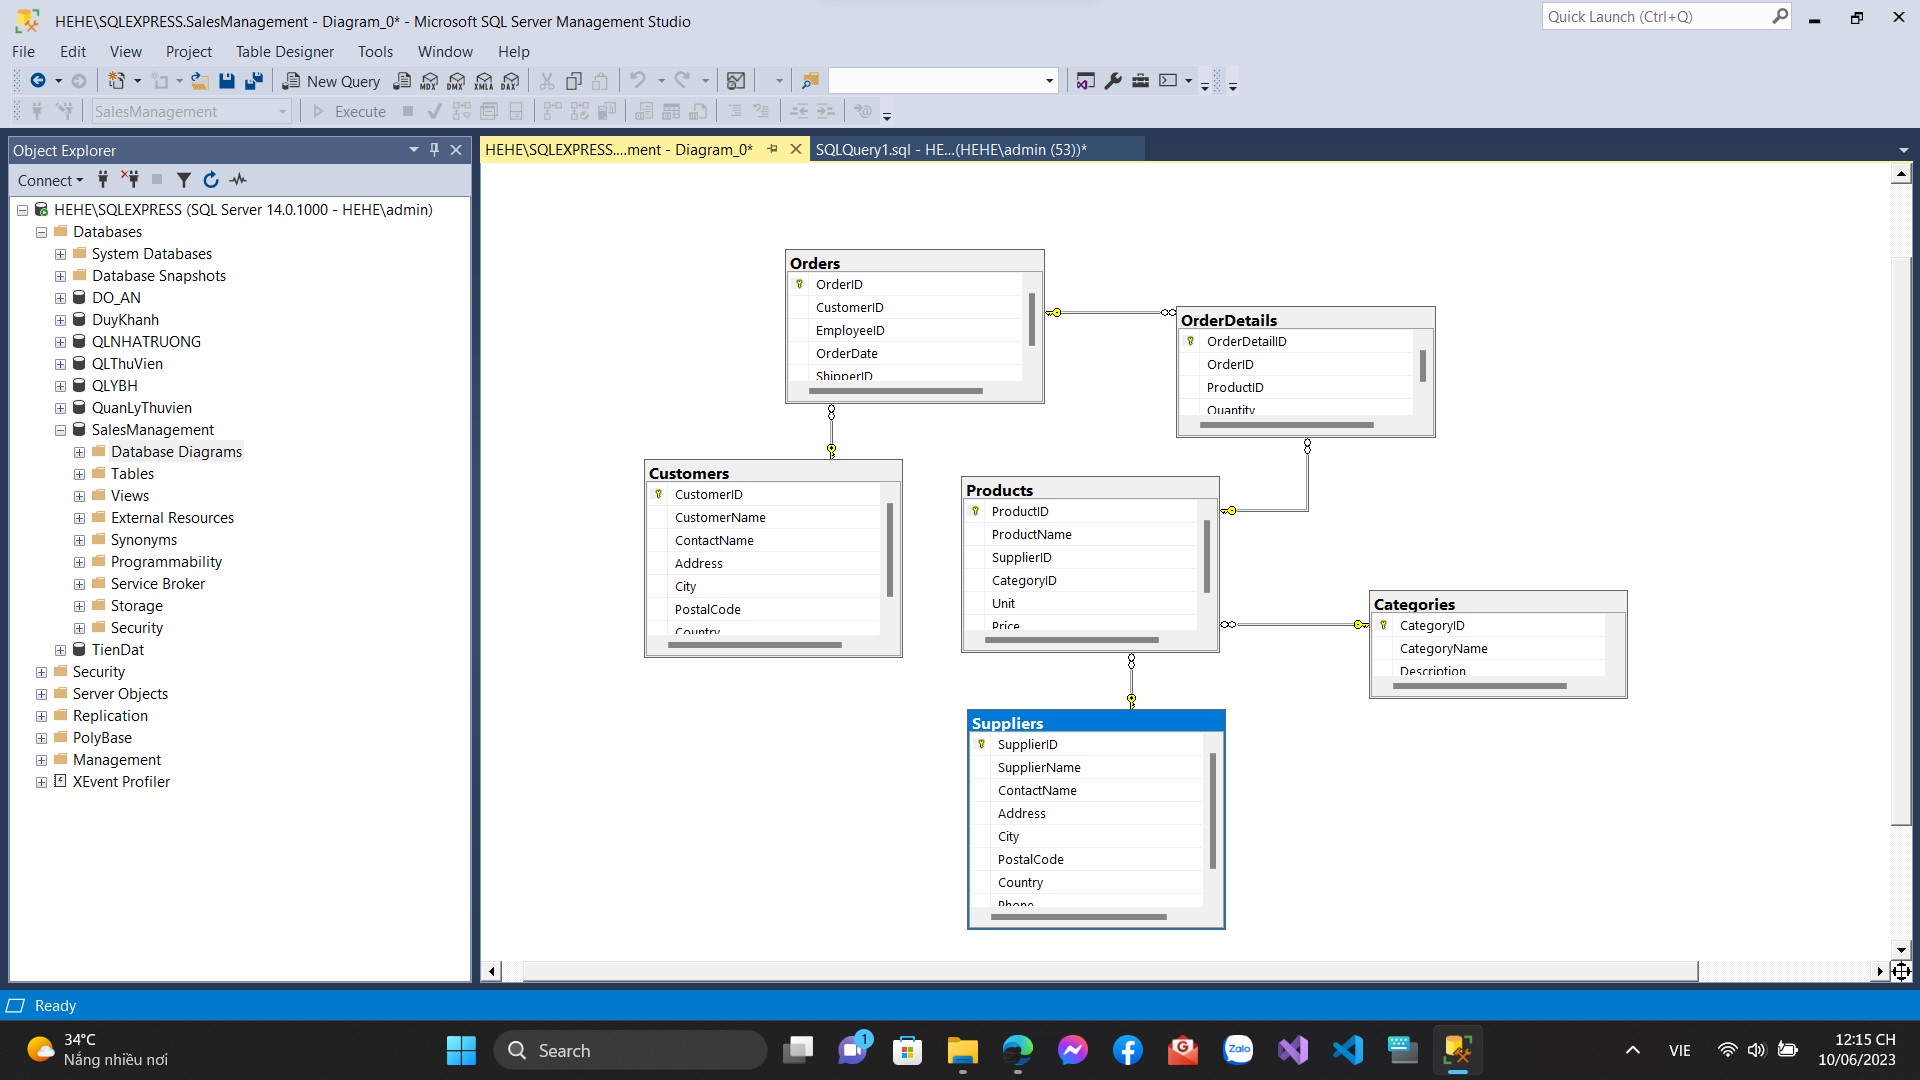 HEHE\SQLEXPRESS.SalesManagement - Diagram_0* - Microsoft SQL Server Management Studio
Quick Launch (Ctrl+Q)
File Edit View Project Table Designer Tools Window Help
New Query
MDX DMX XMLA DAX
SalesManagement
Execute
Object Explorer
Connect
HEHE\SQLEXPRESS (SQL Server 14.0.1000 - HEHE\admin)
Databases
System Databases
Database Snapshots
DO_AN
DuyKhanh
QLNHATRUONG
QLThuVien
QLYBH
QuanLyThuvien
SalesManagement
Database Diagrams
Tables
Views
External Resources
Synonyms
Programmability
Service Broker
Storage
Security
TienDat
Security
Server Objects
Replication
PolyBase
Management
XEvent Profiler
HEHE\SQLEXPRESS....ment - Diagram_0*
SQLQuery1.sql - HE...(HEHE\admin (53))*
Orders
OrderID
CustomerID
EmployeeID
OrderDate
ShipperID
OrderDetails
OrderDetailID
OrderID
ProductID
Quantity
Customers
CustomerID
CustomerName
ContactName
Address
City
PostalCode
Country
Products
ProductID
ProductName
SupplierID
CategoryID
Unit
Price
Categories
CategoryID
CategoryName
Description
Suppliers
SupplierID
SupplierName
ContactName
Address
City
PostalCode
Country
Phone
Ready
34°C
Nắng nhiều nơi
Search
1
Zalo
VIE
12:15 CH
10/06/2023